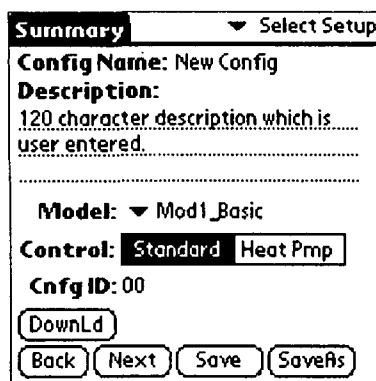 Summary Select Setup
Config Name: New Config
Description:
120 character description which is
user entered.
Model: Mod1_Basic
Control: Standard Heat Pmp
Cnfg ID: 00
DownLd
Back Next Save SaveAs